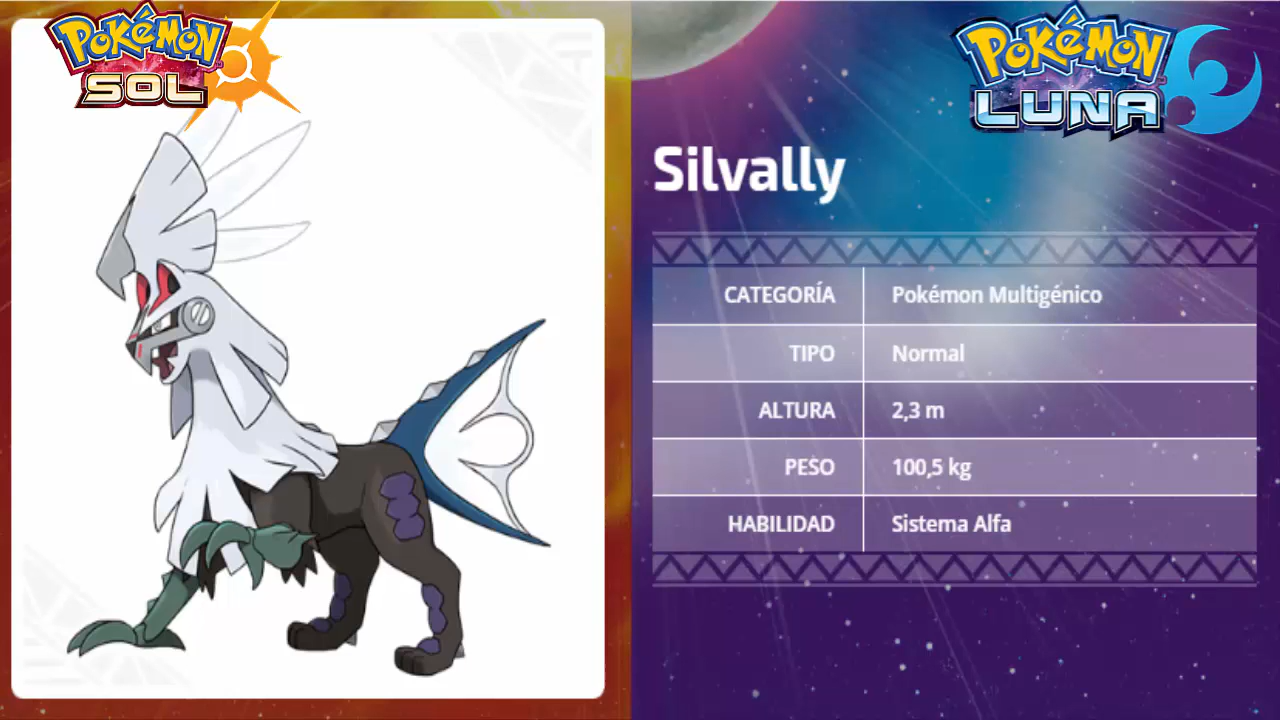 Pokémon
SOL
Pokémon
LUNA
Silvally
CATEGORÍA Pokémon Multigénico
TIPO Normal
ALTURA 2,3 m
PESO 100,5 kg
HABILIDAD Sistema Alfa